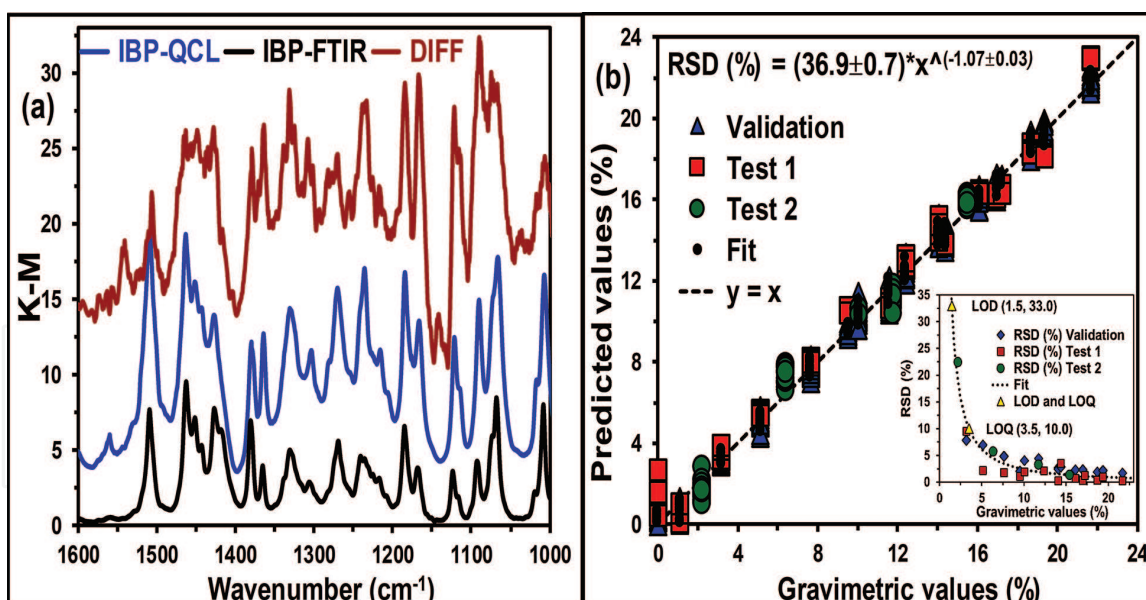 IBP-QCL IBP-FTIR DIFF
(a)
K-M
30
25
20
15
10
5
0
1600 1500 1400 1300 1200 1100 1000
Wavenumber (cm-1)
(b)
RSD (%) = (36.9±0.7)*x^(-1.07±0.03)
Validation
Test 1
Test 2
Fit
y = x
Predicted values (%)
24
20
16
12
8
4
0
0 4 8 12 16 20 24
Gravimetric values (%)
LOD (1.5, 33.0)
RSD (%) Validation
RSD (%) Test 1
RSD (%) Test 2
Fit
LOD and LOQ
LOQ (3.5, 10.0)
RSD (%)
35
30
25
20
15
10
5
0
0 5 10 15 20
Gravimetric values (%)